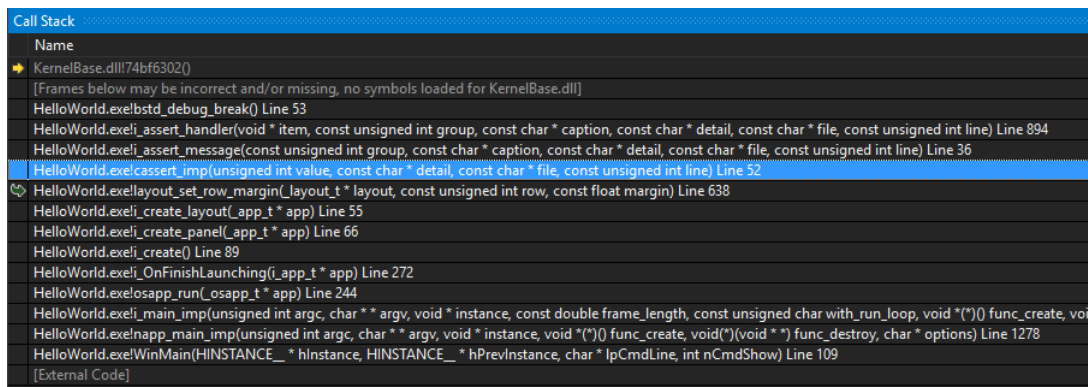 Call Stack
Name
KernelBase.dll!74bf6302()
[Frames below may be incorrect and/or missing, no symbols loaded for KernelBase.dll]
HelloWorld.exe!bstd_debug_break() Line 53
HelloWorld.exe!i_assert_handler(void * item, const unsigned int group, const char * caption, const char * detail, const char * file, const unsigned int line) Line 894
HelloWorld.exe!i_assert_message(const unsigned int group, const char * caption, const char * detail, const char * file, const unsigned int line) Line 36
HelloWorld.exe!cassert_imp(unsigned int value, const char * detail, const char * file, const unsigned int line) Line 52
HelloWorld.exe!layout_set_row_margin(_layout_t * layout, const unsigned int row, const float margin) Line 638
HelloWorld.exe!i_create_layout(_app_t * app) Line 55
HelloWorld.exe!i_create_panel(_app_t * app) Line 66
HelloWorld.exe!i_create() Line 89
HelloWorld.exe!i_OnFinishLaunching(i_app_t * app) Line 272
HelloWorld.exe!osapp_run(_osapp_t * app) Line 244
HelloWorld.exe!i_main_imp(unsigned int argc, char * * argv, void * instance, const double frame_length, const unsigned char with_run_loop, void *(*)() func_create, voi
HelloWorld.exe!napp_main_imp(unsigned int argc, char * * argv, void * instance, void *(*)() func_create, void(*)(void * *) func_destroy, char * options) Line 1278
HelloWorld.exe!WinMain(HINSTANCE__ * hInstance, HINSTANCE__ * hPrevInstance, char * lpCmdLine, int nCmdShow) Line 109
[External Code]